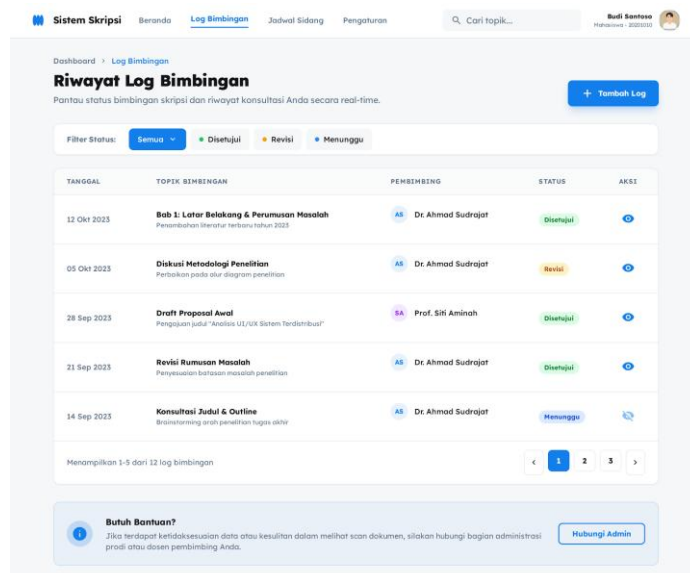 Sistem Skripsi Beranda Log Bimbingan Jadwal Sidang Pengaturan Cari topik... Budi Santoso
Mahasiswa - 20201010
Dashboard > Log Bimbingan
Riwayat Log Bimbingan
Pantau status bimbingan skripsi dan riwayat konsultasi Anda secara real-time.
+ Tambah Log
Filter Status: Semua Disetujui Revisi Menunggu
TANGGAL TOPIK BIMBINGAN PEMBIMBING STATUS AKSI
12 Okt 2023 Bab 1: Latar Belakang & Perumusan Masalah AS Dr. Ahmad Sudrajat Disetujui
Penambahan literatur terbaru tahun 2023
05 Okt 2023 Diskusi Metodologi Penelitian AS Dr. Ahmad Sudrajat Revisi
Perbaikan pada alur diagram penelitian
28 Sep 2023 Draft Proposal Awal SA Prof. Siti Aminah Disetujui
Pengajuan judul "Analisis UI/UX Sistem Terdistribusi"
21 Sep 2023 Revisi Rumusan Masalah AS Dr. Ahmad Sudrajat Disetujui
Penyesuaian batasan masalah penelitian
14 Sep 2023 Konsultasi Judul & Outline AS Dr. Ahmad Sudrajat Menunggu
Brainstorming arah penelitian tugas akhir
Menampilkan 1-5 dari 12 log bimbingan ‹ 1 2 3 ›
Butuh Bantuan?
Jika terdapat ketidaksesuaian data atau kesulitan dalam melihat scan dokumen, silakan hubungi bagian administrasi
prodi atau dosen pembimbing Anda.
Hubungi Admin